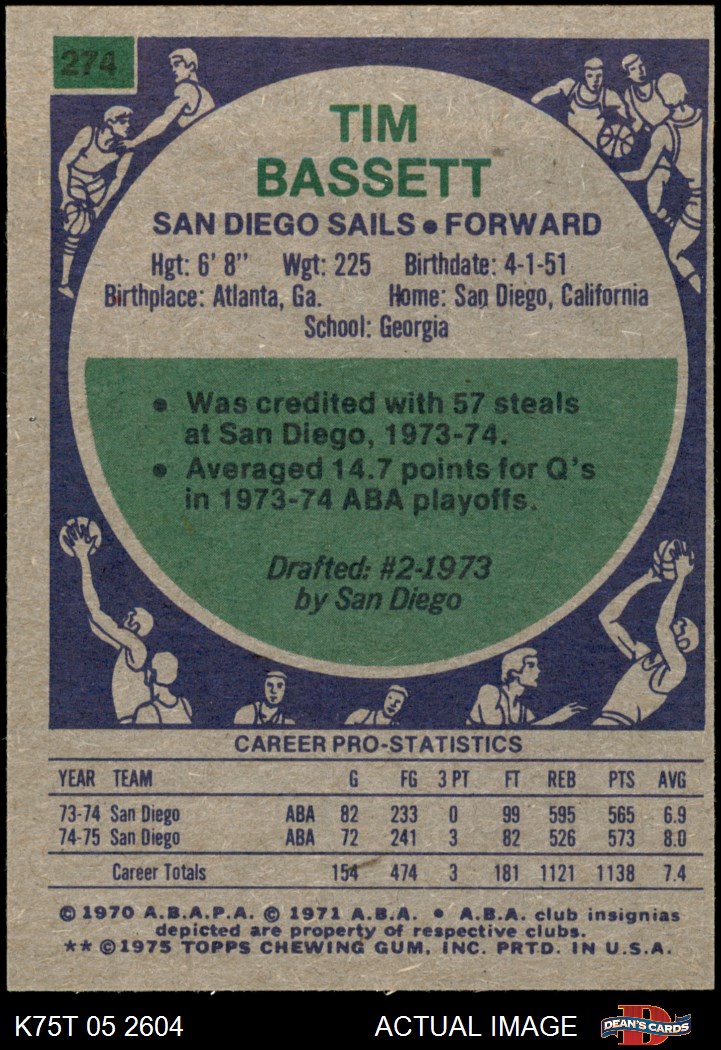 274
TIM
BASSETT
SAN DIEGO SAILS • FORWARD
Hgt: 6' 8" Wgt: 225 Birthdate: 4-1-51
Birthplace: Atlanta, Ga. Home: San Diego, California
School: Georgia
• Was credited with 57 steals
at San Diego, 1973-74.
• Averaged 14.7 points for Q's
in 1973-74 ABA playoffs.
Drafted: #2-1973
by San Diego
CAREER PRO-STATISTICS
YEAR TEAM G FG 3 PT FT REB PTS AVG
73-74 San Diego ABA 82 233 0 99 595 565 6.9
74-75 San Diego ABA 72 241 3 82 526 573 8.0
Career Totals 154 474 3 181 1121 1138 7.4
© 1970 A.B.A.P.A. © 1971 A.B.A. • A.B.A. club insignias
depicted are property of respective clubs.
** © 1975 TOPPS CHEWING GUM, INC. PRTD. IN U.S.A.
K75T 05 2604 ACTUAL IMAGE D DEAN'S CARDS